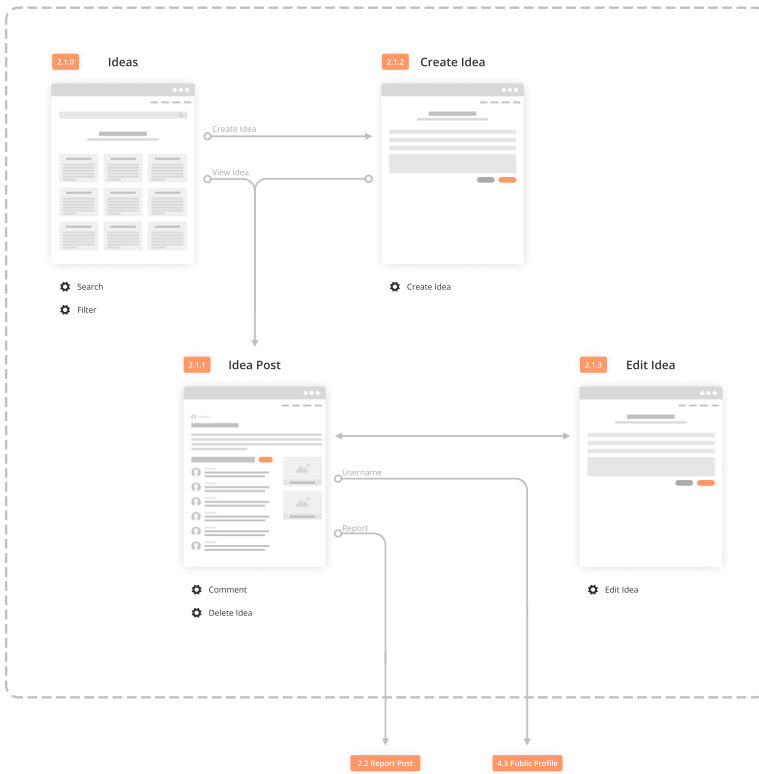 2.1.0 Ideas
2.1.2 Create Idea
Create Idea
View Idea
Search
Filter
Create Idea
2.1.1 Idea Post
2.1.3 Edit Idea
Username
Report
Comment
Delete Idea
Edit Idea
2.2 Report Post
4.3 Public Profile